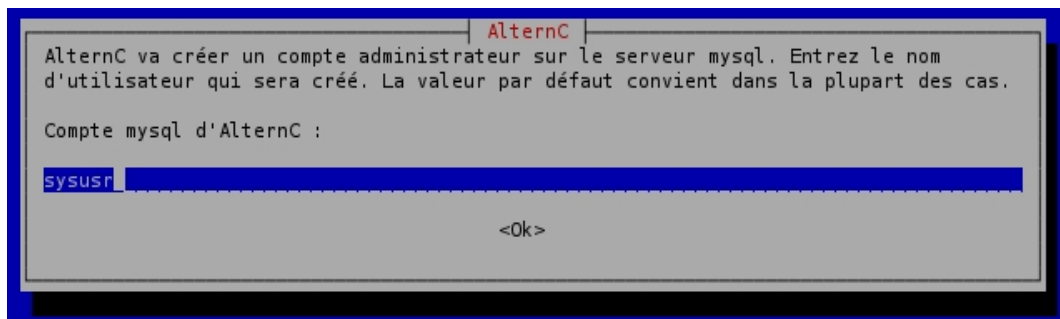 AlternC
AlternC va créer un compte administrateur sur le serveur mysql. Entrez le nom
d'utilisateur qui sera créé. La valeur par défaut convient dans la plupart des cas.
Compte mysql d'AlternC :
sysusr
<Ok>